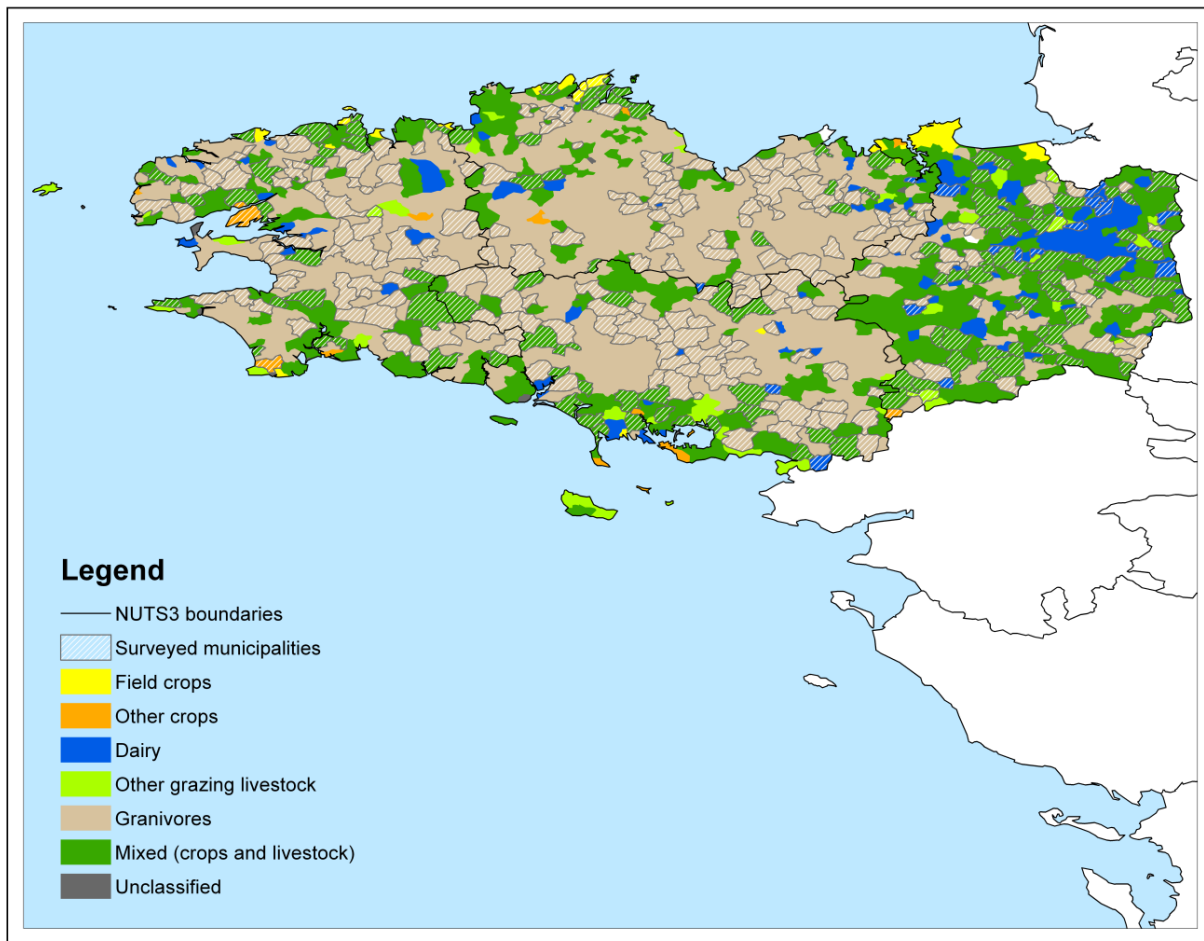 Legend
NUTS3 boundaries
Surveyed municipalities
Field crops
Other crops
Dairy
Other grazing livestock
Granivores
Mixed (crops and livestock)
Unclassified